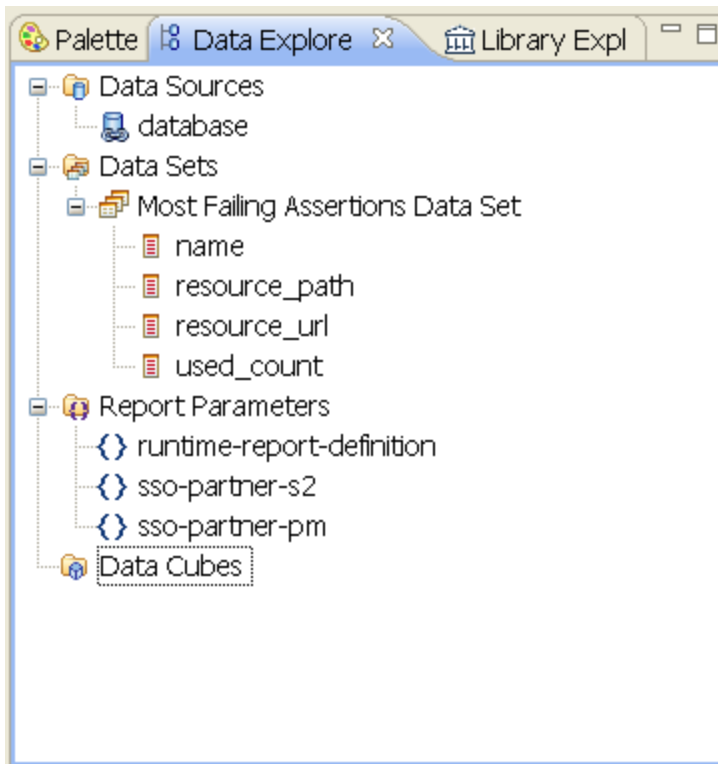 Palette Data Explore Library Expl
Data Sources
database
Data Sets
Most Failing Assertions Data Set
name
resource_path
resource_url
used_count
Report Parameters
{} runtime-report-definition
{} sso-partner-s2
{} sso-partner-pm
Data Cubes